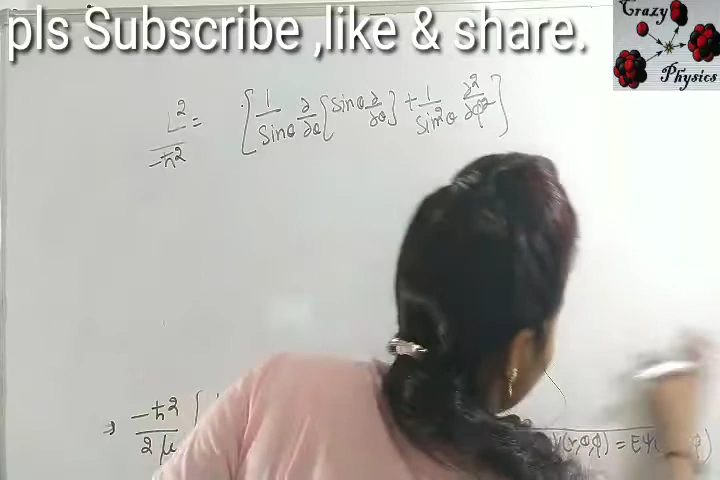 pls Subscribe ,like & share.
Crazy
Physics
L²/-ħ² = [1/Sinθ ∂/∂θ {Sinθ ∂/∂θ} + 1/Sin²θ ∂²/∂φ²]
⇒ -ħ²/2μ [ (r,θ,φ) = Eψ( φ)